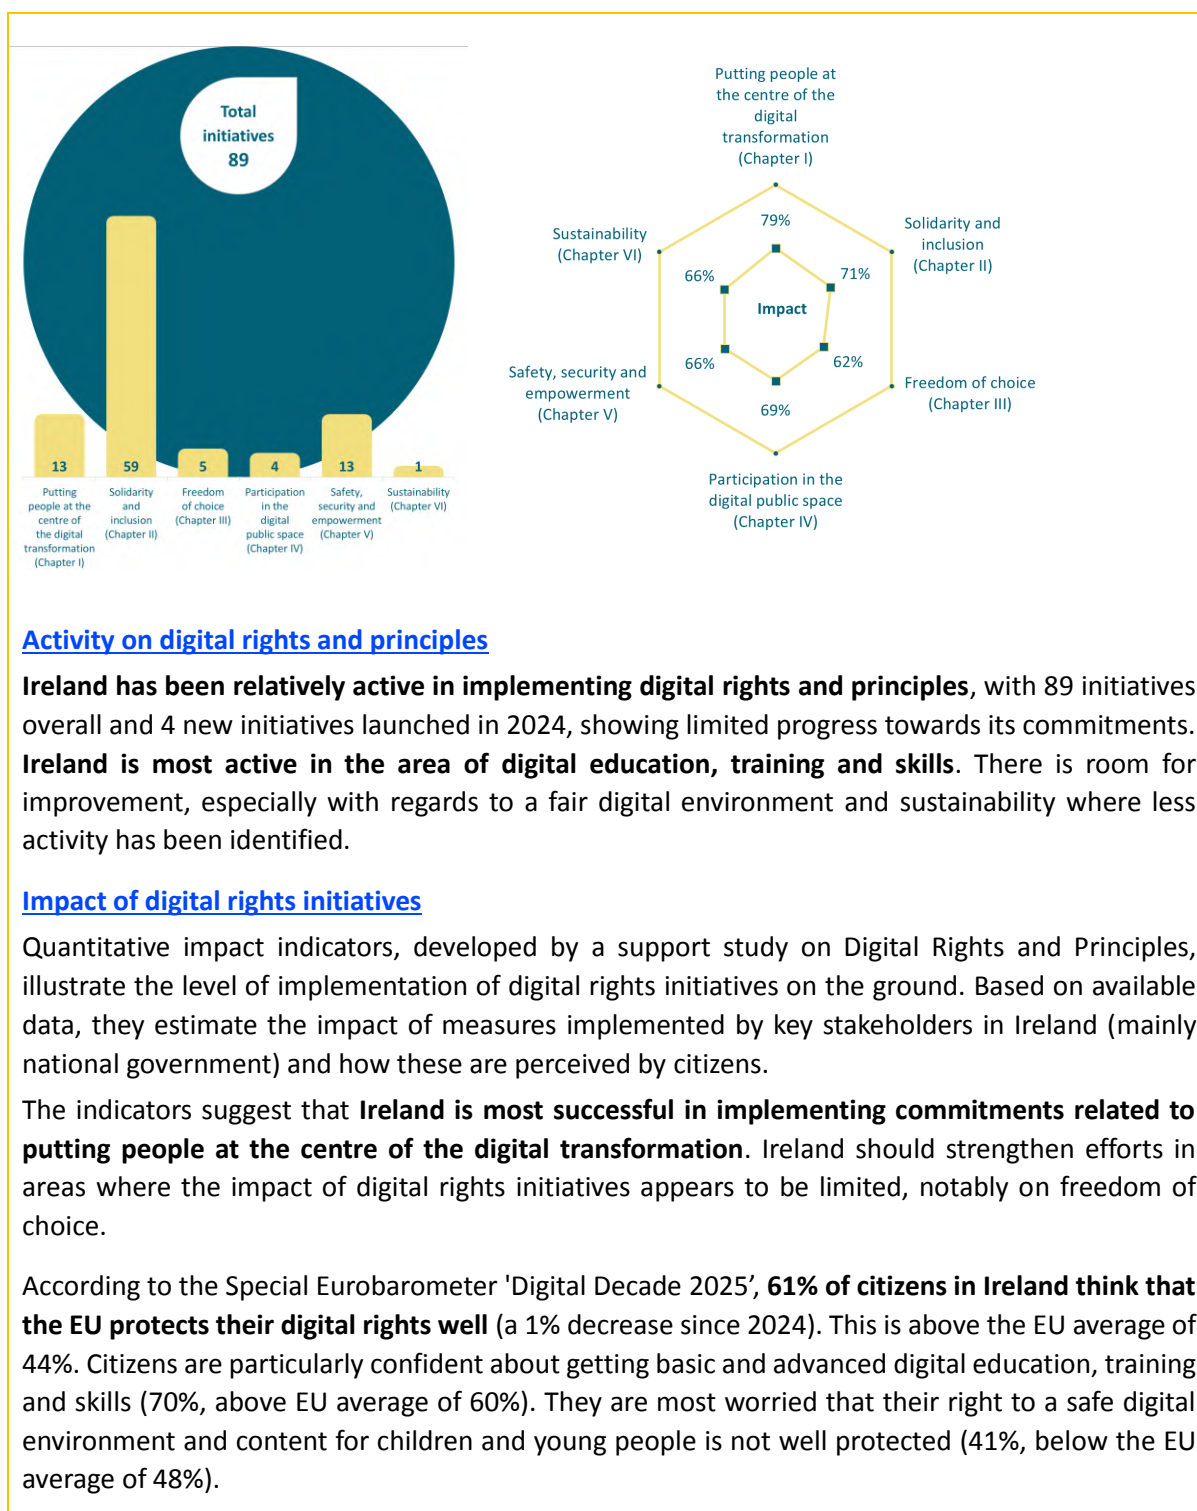 Total
initiatives
89
13
59
5
4
13
1
Putting
people at the
centre of
the digital
transformation
(Chapter I)
Solidarity
and
inclusion
(Chapter II)
Freedom
of choice
(Chapter III)
Participation
in the
digital
public space
(Chapter IV)
Safety,
security and
empowerment
(Chapter V)
Sustainability
(Chapter VI)
Putting people at
the centre of the
digital
transformation
(Chapter I)
79%
Solidarity and
inclusion
(Chapter II)
71%
Sustainability
(Chapter VI)
66%
Impact
66%
62%
Safety, security and
empowerment
(Chapter V)
Freedom of choice
(Chapter III)
69%
Participation in the
digital public space
(Chapter IV)
Activity on digital rights and principles
Ireland has been relatively active in implementing digital rights and principles, with 89 initiatives
overall and 4 new initiatives launched in 2024, showing limited progress towards its commitments.
Ireland is most active in the area of digital education, training and skills. There is room for
improvement, especially with regards to a fair digital environment and sustainability where less
activity has been identified.
Impact of digital rights initiatives
Quantitative impact indicators, developed by a support study on Digital Rights and Principles,
illustrate the level of implementation of digital rights initiatives on the ground. Based on available
data, they estimate the impact of measures implemented by key stakeholders in Ireland (mainly
national government) and how these are perceived by citizens.
The indicators suggest that Ireland is most successful in implementing commitments related to
putting people at the centre of the digital transformation. Ireland should strengthen efforts in
areas where the impact of digital rights initiatives appears to be limited, notably on freedom of
choice.
According to the Special Eurobarometer 'Digital Decade 2025’, 61% of citizens in Ireland think that
the EU protects their digital rights well (a 1% decrease since 2024). This is above the EU average of
44%. Citizens are particularly confident about getting basic and advanced digital education, training
and skills (70%, above EU average of 60%). They are most worried that their right to a safe digital
environment and content for children and young people is not well protected (41%, below the EU
average of 48%).